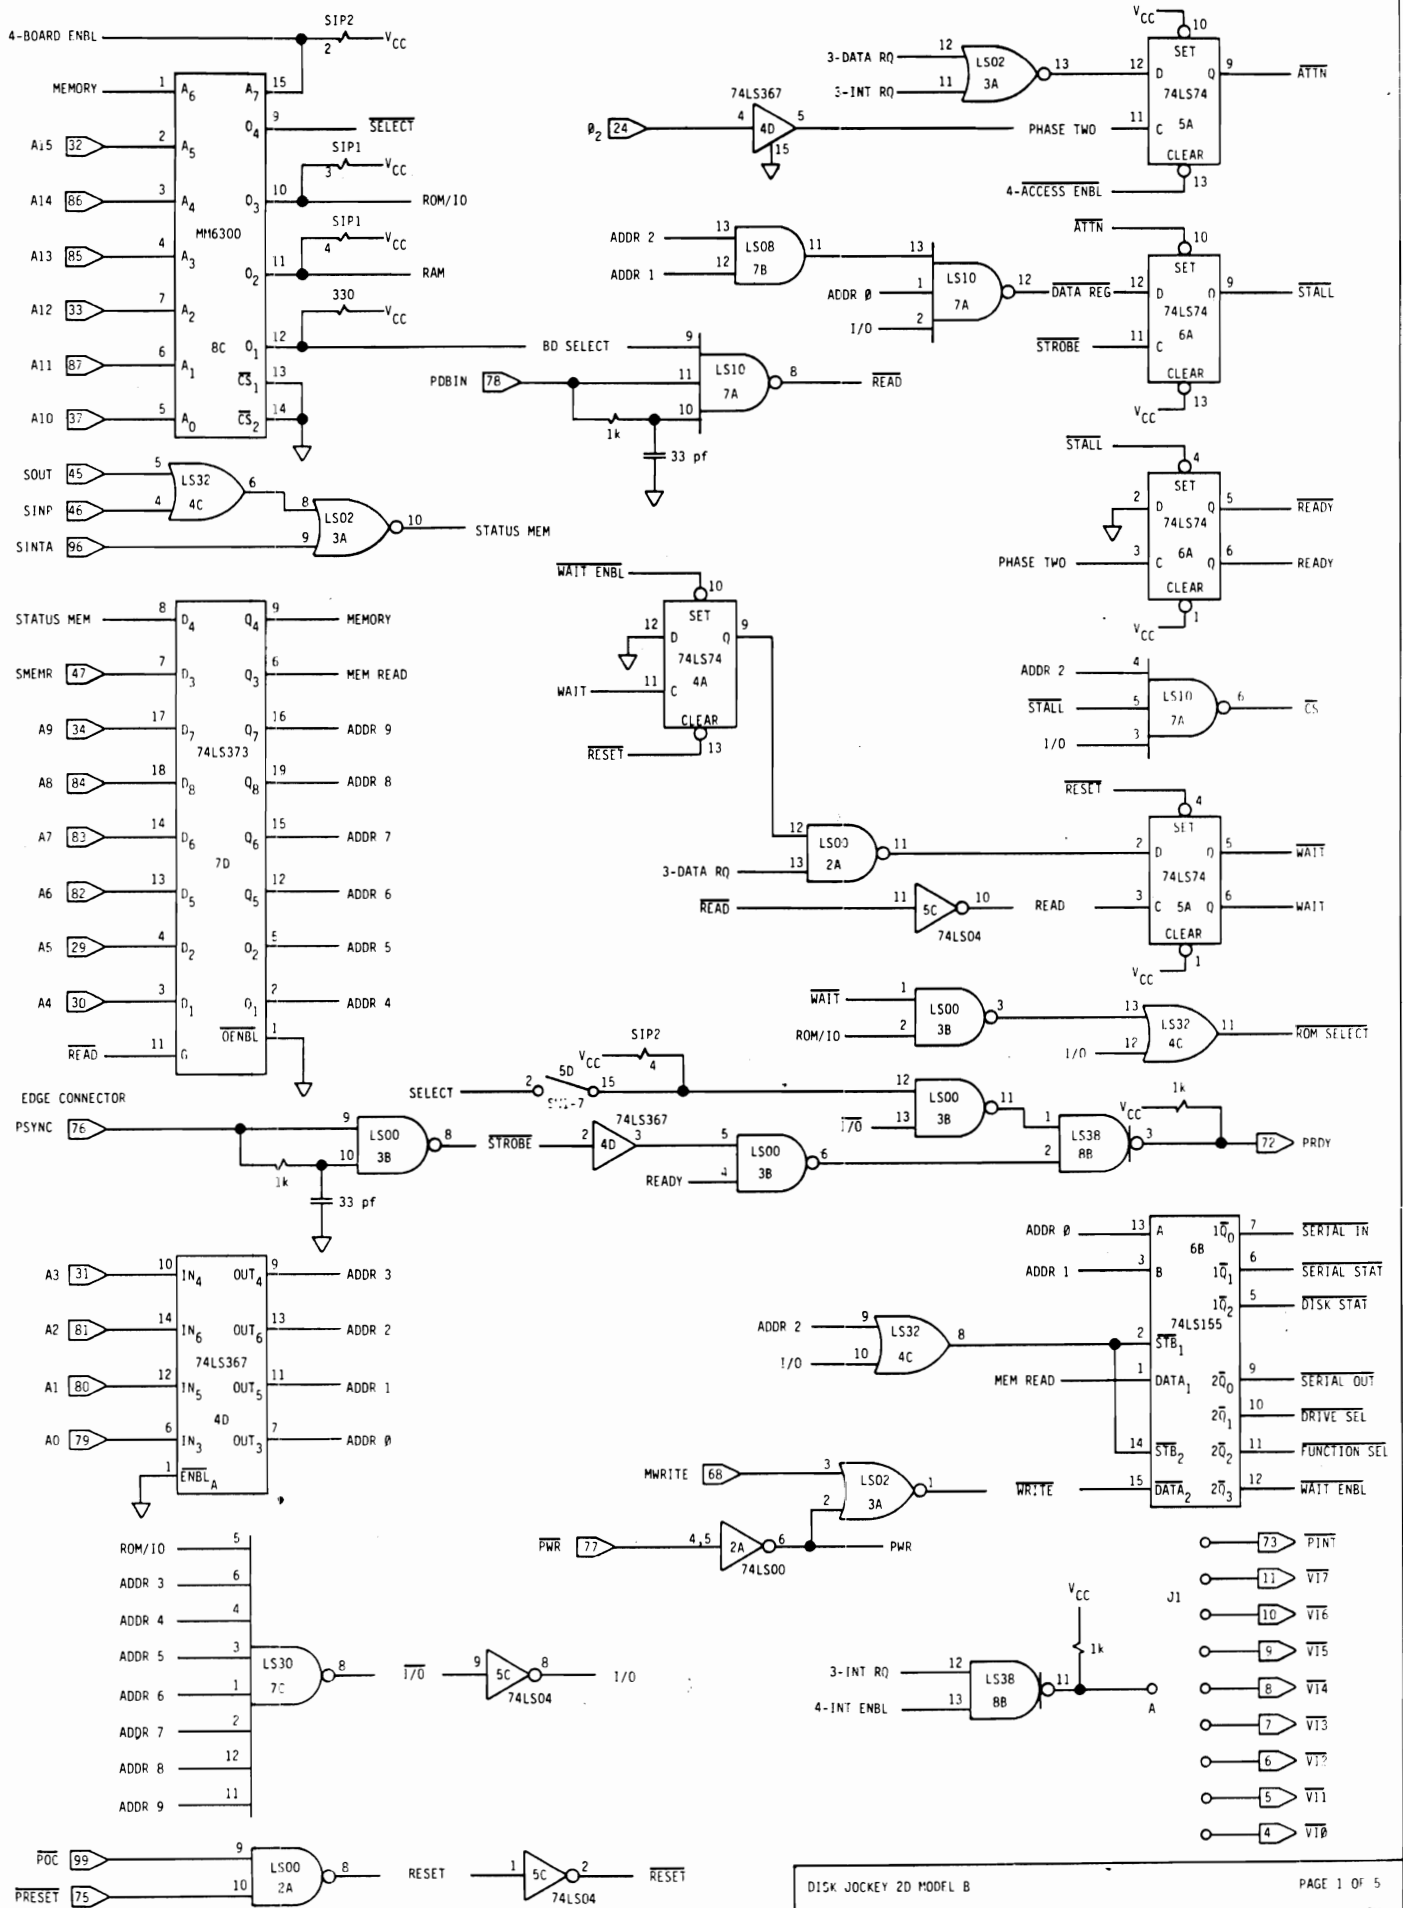 SIP2
4-BOARD ENBL 2 VCC
MEMORY 1 A6 A7 15
O4 9 SELECT
A15 32 2 A5
SIP1
3 VCC
A14 86 3 A4 O3 10 ROM/IO
MM6300
SIP1
4 VCC
A13 85 4 A3
O2 11 RAM
A12 33 7 A2
330
VCC
8C O1 12 BD SELECT 9
A11 87 6 A1
CS1 13
A10 37 5 A0 CS2 14
PDBIN 78 11 LS10 7A 8 READ
10
1k
33 pf
SOUT 45 5 LS32 4C 6
SINP 46 4
8 LS02 3A 10 STATUS MEM
SINTA 96 9
VCC
10
3-DATA RQ 12 LS02 3A 13 12 D SET Q 9 ATTN
3-INT RQ 11
74LS74
5A
74LS367
Ø2 24 4 4D 5 PHASE TWO 11 C
15
CLEAR
4-ACCESS ENBL 13
ATTN 10
ADDR 2 13 LS08 7B 11 13
ADDR 1 12
ADDR Ø 1 LS10 7A 12 DATA REG 12 D SET Q 9 STALL
I/O 2
74LS74
STROBE 11 C 6A
CLEAR
VCC 13
STALL 4
SET
2 D Q 5 READY
74LS74
6A
PHASE TWO 3 C Q 6 READY
CLEAR
VCC 1
STATUS MEM 8 D4 Q4 9 MEMORY
SMEMR 47 7 D3 Q3 6 MEM READ
A9 34 17 D7 Q7 16 ADDR 9
74LS373
A8 84 18 D8 Q8 19 ADDR 8
A7 83 14 D6 Q6 15 ADDR 7
7D
A6 82 13 D5 Q5 12 ADDR 6
A5 29 4 D2 Q2 5 ADDR 5
A4 30 3 D1 Q1 2 ADDR 4
OENBL 1
READ 11 G
WAIT ENBL 10
SET
12 D Q 9
74LS74
WAIT 11 C 4A
CLEAR
RESET 13
ADDR 2 4
STALL 5 LS10 7A 6 CS
I/O 3
RESET 4
SET
12 LS00 2A 11 2 D Q 5 WAIT
3-DATA RQ 13
74LS74
READ 11 5C 10 READ 3 C 5A Q 6 WAIT
74LS04
CLEAR
VCC 1
WAIT 1 LS00 3B 3 13 LS32 4C 11 ROM SELECT
ROM/IO 2
I/O 12
SIP2
VCC 4
SELECT 2 5D 15 12 LS00 3B 11
SW1-7
I/O 13
1k
VCC
EDGE CONNECTOR
PSYNC 76 9 LS00 3B 8 STROBE 2 4D 3 5 LS00 3B 6
10
74LS367
READY 4
1k
33 pf
1 LS38 8B 3 72 PRDY
2
A3 31 10 IN4 OUT4 9 ADDR 3
A2 81 14 IN6 OUT6 13 ADDR 2
74LS367
A1 80 12 IN5 OUT5 11 ADDR 1
4D
A0 79 6 IN3 OUT3 7 ADDR Ø
1 ENBLA
ADDR Ø 13 A 1Q0 7 SERIAL IN
6B
ADDR 1 3 B 1Q1 6 SERIAL STAT
1Q2 5 DISK STAT
74LS155
ADDR 2 9 LS32 4C 8 2 STB1
I/O 10
MEM READ 1 DATA1 2Q0 9 SERIAL OUT
2Q1 10 DRIVE SEL
14 STB2 2Q2 11 FUNCTION SEL
MWRITE 68 3 LS02 3A 1 WRITE 15 DATA2 2Q3 12 WAIT ENBL
2
PWR 77 4,5 2A 6 PWR
74LS00
ROM/IO 5
ADDR 3 6
ADDR 4 4
ADDR 5 3
LS30 7C 8 I/O 9 5C 8 I/O
74LS04
ADDR 6 1
ADDR 7 2
ADDR 8 12
ADDR 9 11
VCC
1k
3-INT RQ 12 LS38 8B 11 A
4-INT ENBL 13
J1
73 PINT
11 VI7
10 VI6
9 VI5
8 VI4
7 VI3
6 VI2
5 VI1
4 VIØ
POC 99 9 LS00 2A 8 RESET 1 5C 2 RESET
PRESET 75 10
74LS04
DISK JOCKEY 2D MODEL B PAGE 1 OF 5